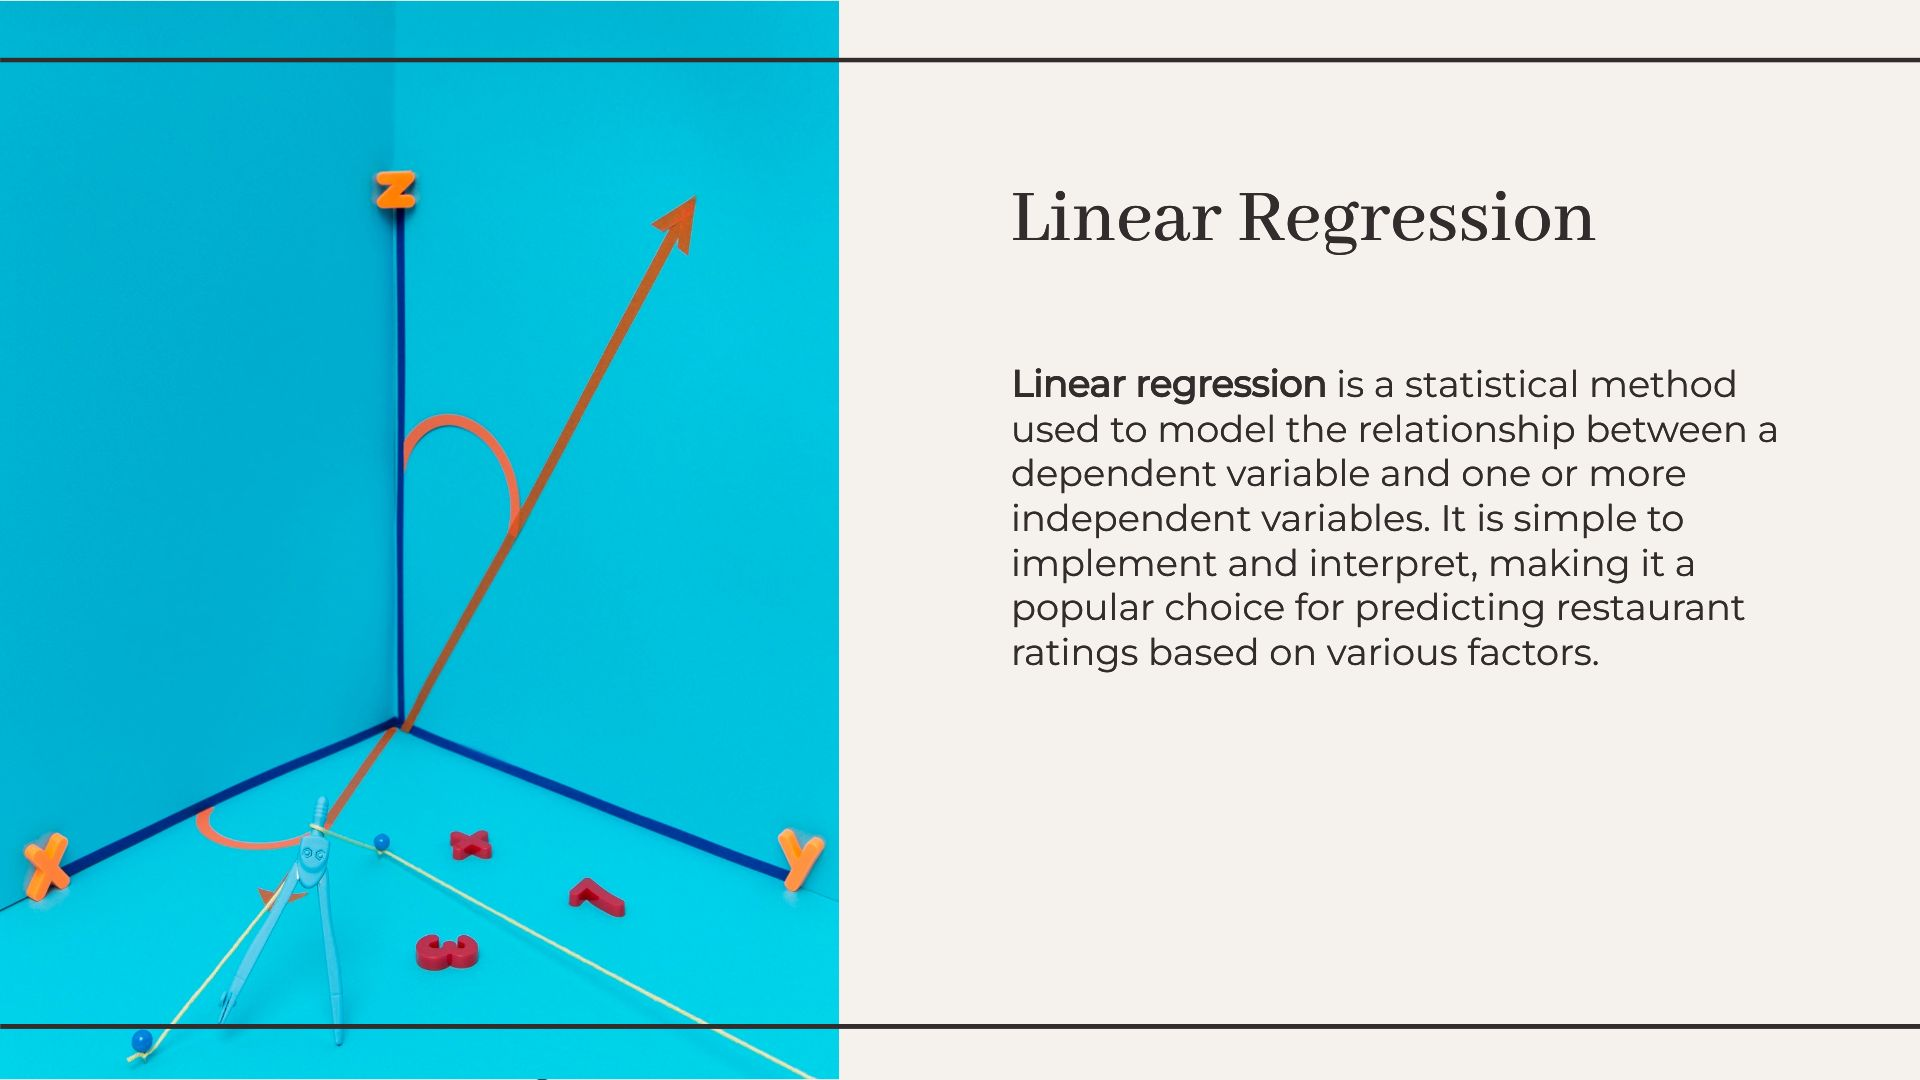 Linear Regression
Linear regression is a statistical method
used to model the relationship between a
dependent variable and one or more
independent variables. It is simple to
implement and interpret, making it a
popular choice for predicting restaurant
ratings based on various factors.
Z
X
Y
x
1
3